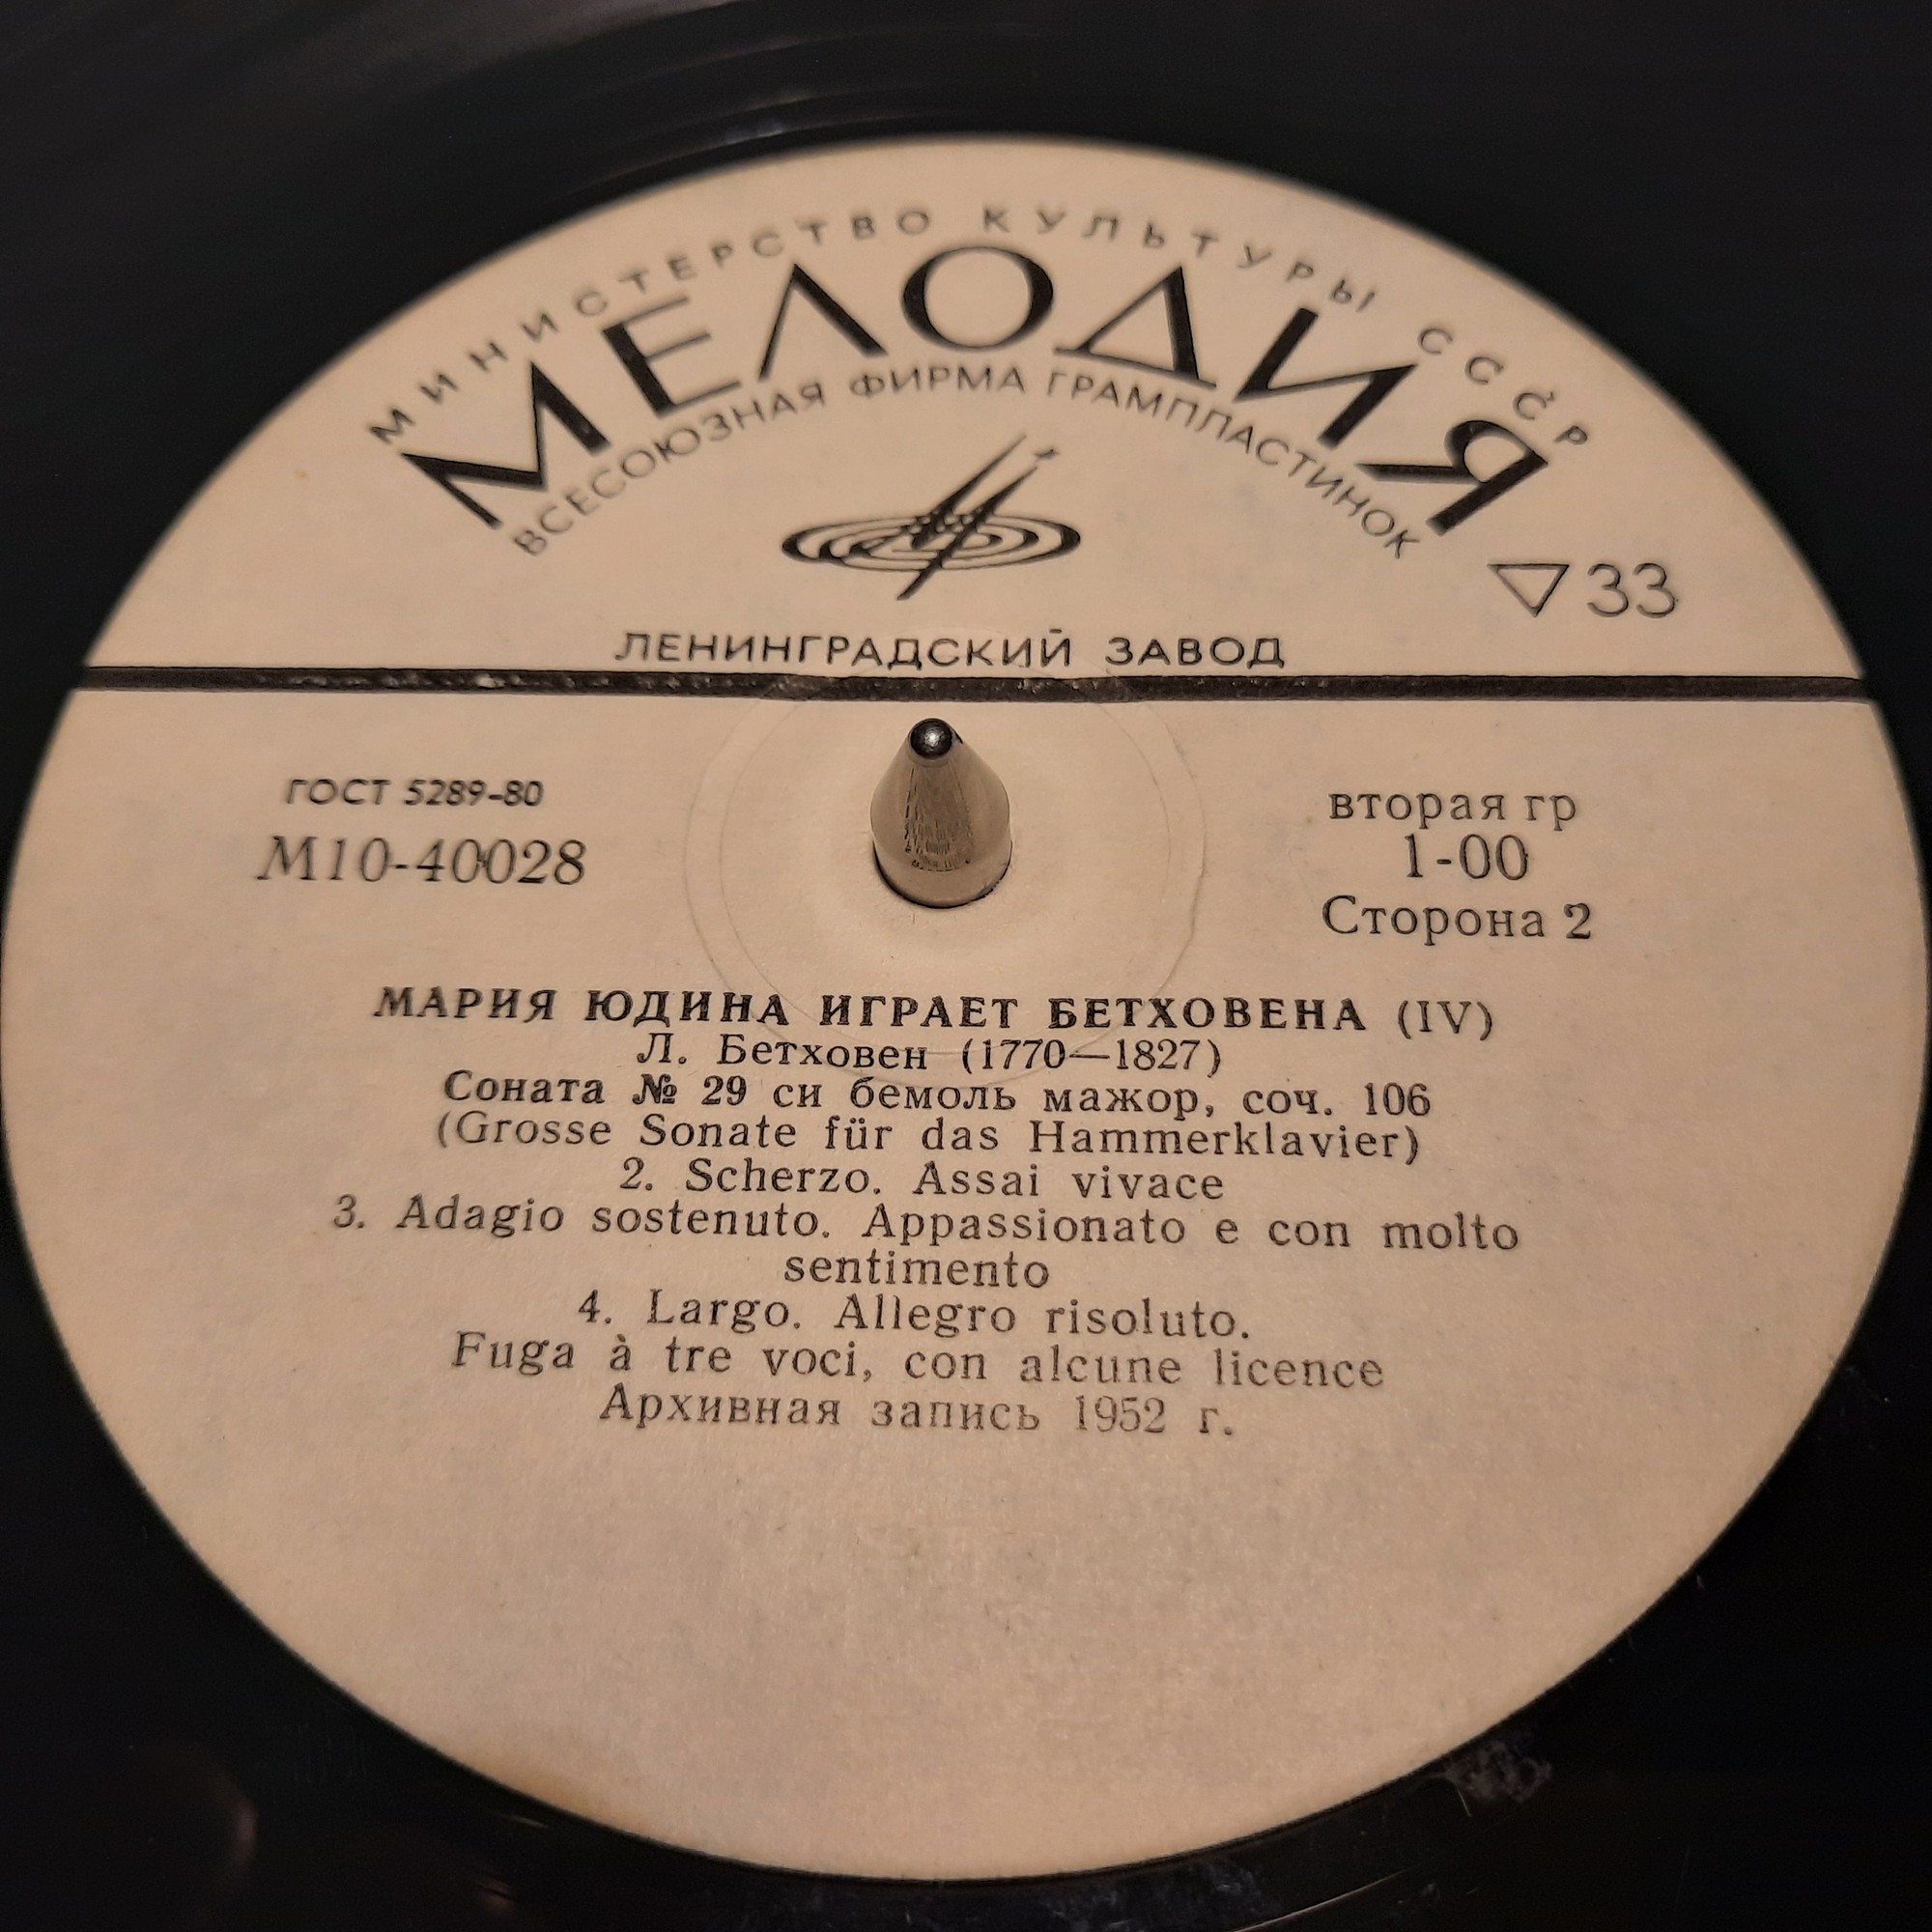 МИНИСТЕРСТВО КУЛЬТУРЫ СССР
МЕЛОДИЯ
ВСЕСОЮЗНАЯ ФИРМА ГРАМПЛАСТИНОК
▽33
ЛЕНИНГРАДСКИЙ ЗАВОД
ГОСТ 5289-80
М10-40028
вторая гр
1-00
Сторона 2
МАРИЯ ЮДИНА ИГРАЕТ БЕТХОВЕНА (IV)
Л. Бетховен (1770—1827)
Соната № 29 си бемоль мажор, соч. 106
(Grosse Sonate für das Hammerklavier)
2. Scherzo. Assai vivace
3. Adagio sostenuto. Appassionato e con molto
sentimento
4. Largo. Allegro risoluto.
Fuga à tre voci, con alcune licence
Архивная запись 1952 г.